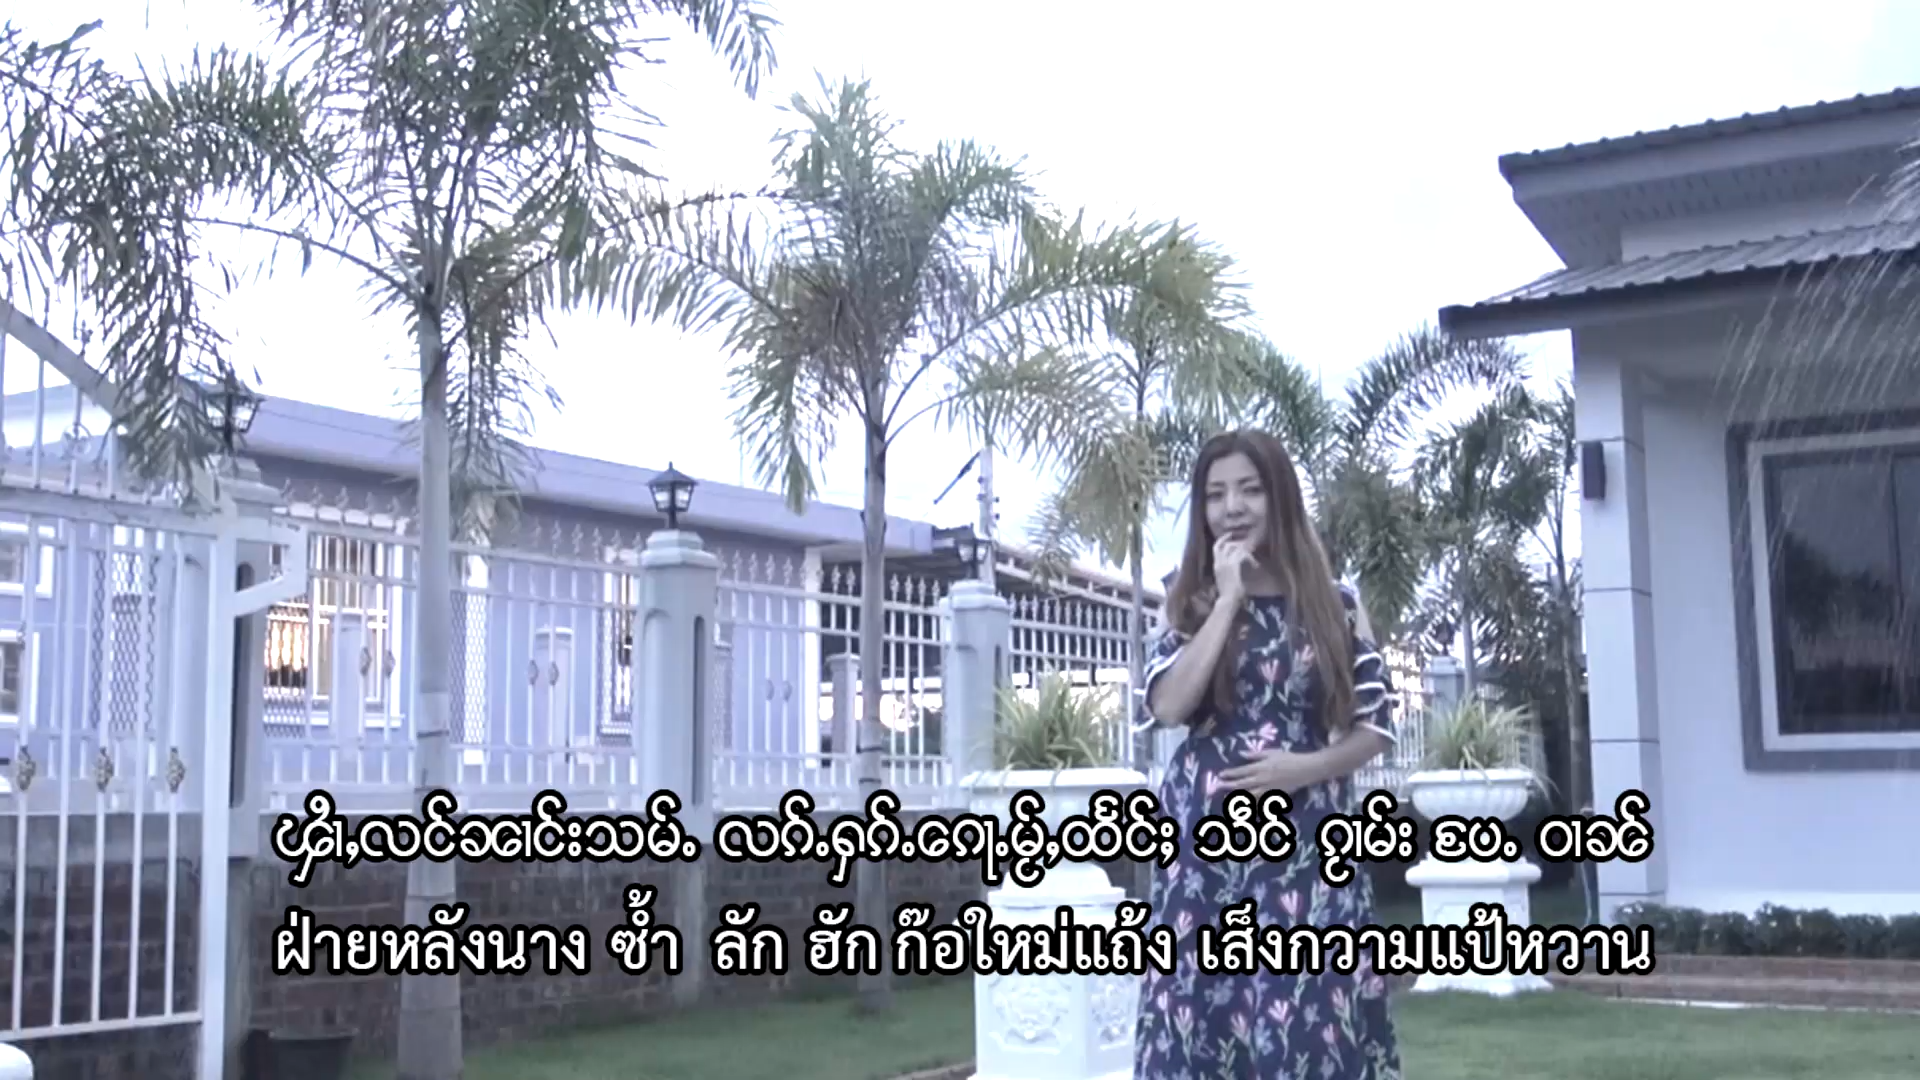 ၽၢႆႇလင်ၼၢင်းသမ်ႉ လၵ်ႉႁၵ်ႉၵေႃႉမႂ်ႇထႅင်ႈ သဵင် ၵႂၢမ်း ပႄႉ ဝၢၼ်
ฝ่ายหลังนาง ซ้ำ ลัก ฮัก ก๊อใหม่แถ้ง เส็งกวามแป้หวาน